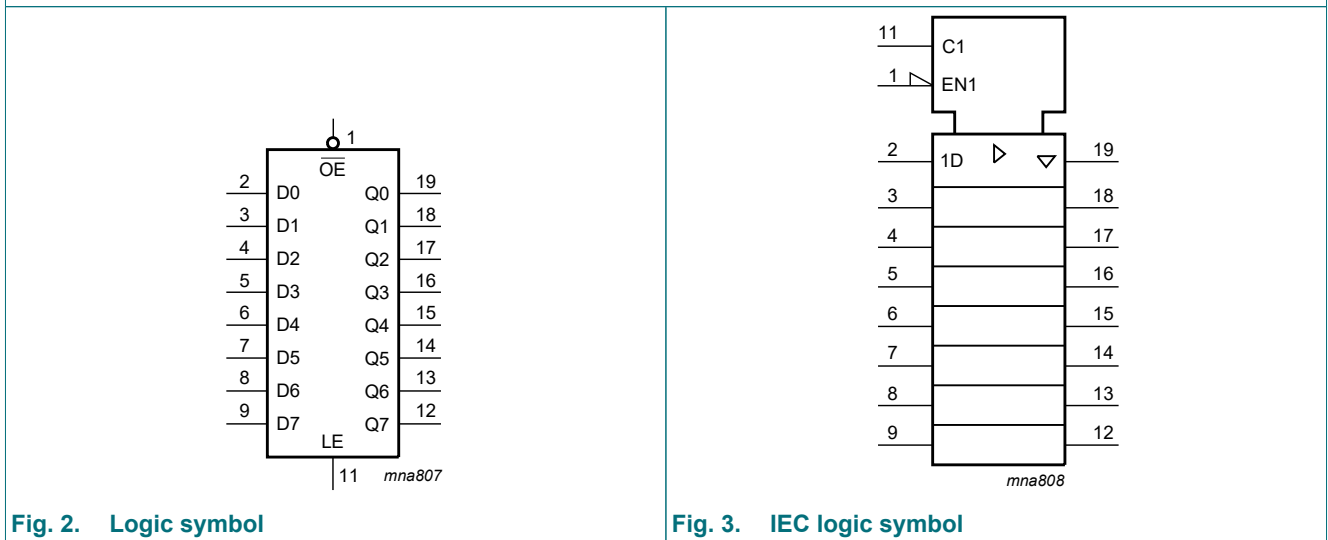 1
OE
2 D0 Q0 19
3 D1 Q1 18
4 D2 Q2 17
5 D3 Q3 16
6 D4 Q4 15
7 D5 Q5 14
8 D6 Q6 13
9 D7 Q7 12
LE
11 mna807
Fig. 2. Logic symbol
11 C1
1 EN1
2 1D 19
3 18
4 17
5 16
6 15
7 14
8 13
9 12
mna808
Fig. 3. IEC logic symbol